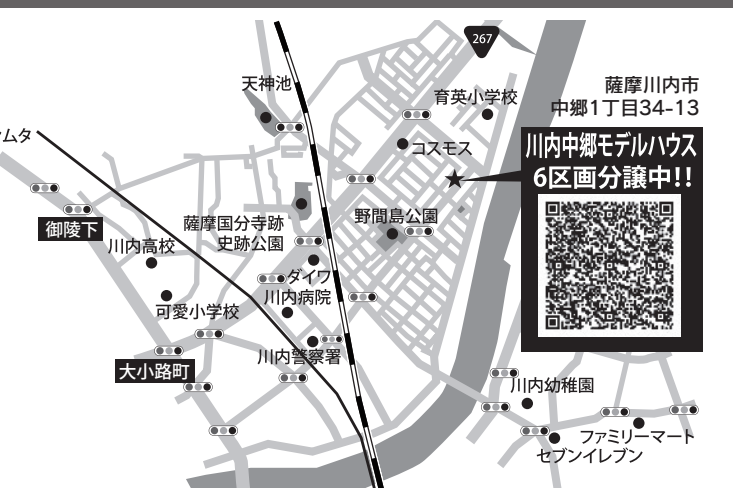 267
薩摩川内市
中郷1丁目34-13
川内中郷モデルハウス
6区画分譲中!!
天神池
育英小学校
コスモス
ムタ
御陵下
川内高校
薩摩国分寺跡
史跡公園
野間島公園
ダイワ
川内病院
可愛小学校
川内警察署
大小路町
川内幼稚園
ファミリーマート
セブンイレブン